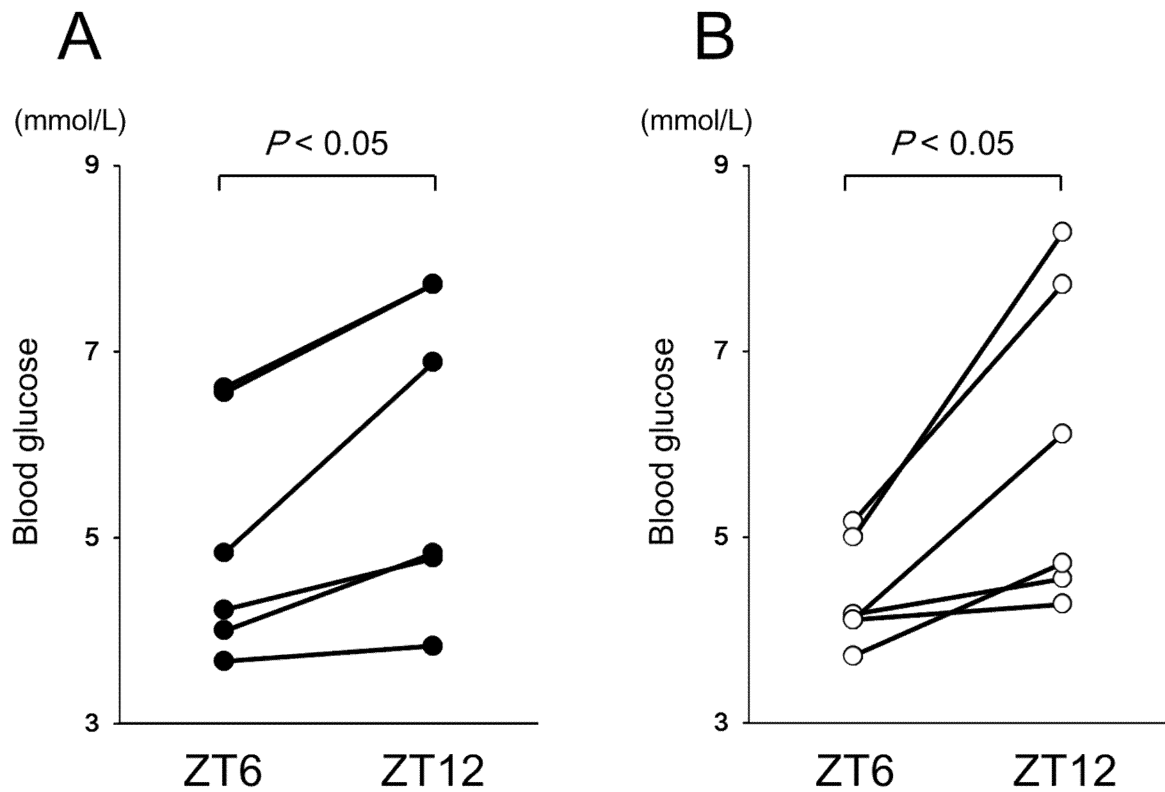 A
(mmol/L)
P < 0.05
9
7
5
3
Blood glucose
ZT6 ZT12
B
(mmol/L)
P < 0.05
9
7
5
3
Blood glucose
ZT6 ZT12